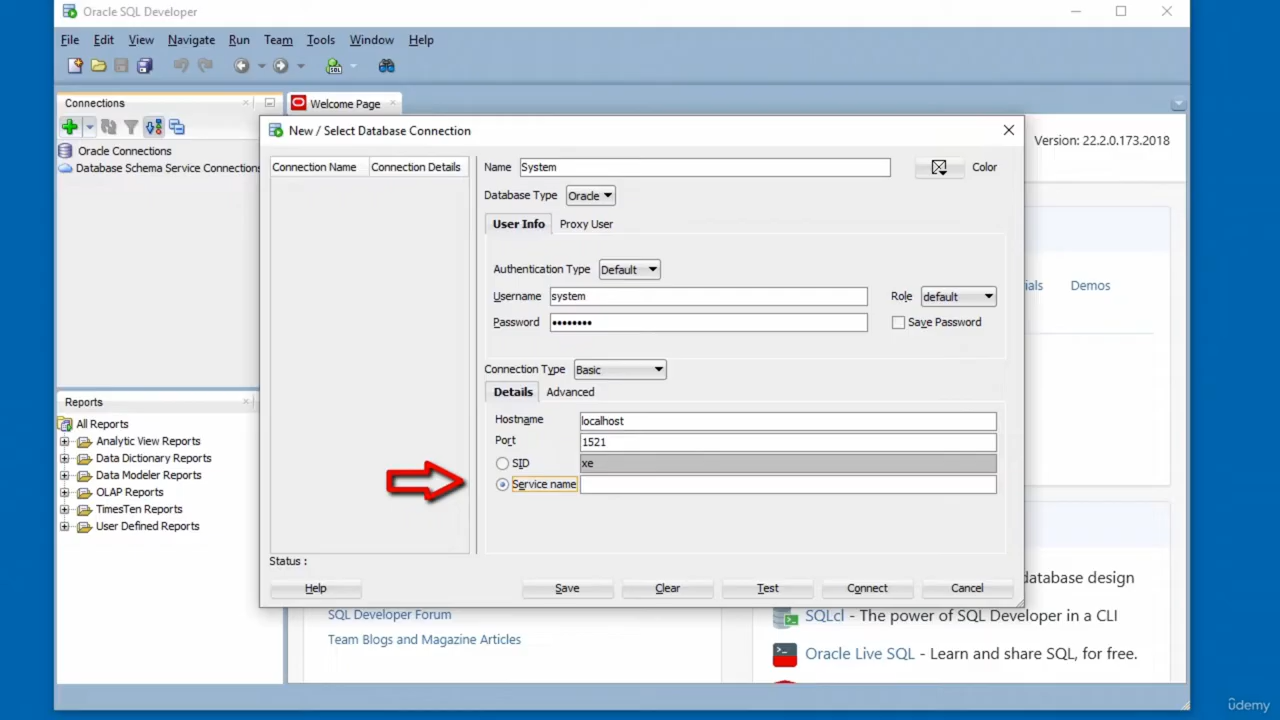 Oracle SQL Developer
File Edit View Navigate Run Team Tools Window Help
Connections
Welcome Page
Oracle Connections
Database Schema Service Connections
Version: 22.2.0.173.2018
New / Select Database Connection
Connection Name Connection Details
Name System
Color
Database Type Oracle
User Info Proxy User
Authentication Type Default
Username system
Role default
Password ••••••••
Save Password
Connection Type Basic
Details Advanced
Hostname localhost
Port 1521
SID xe
Service name
Status :
Help Save Clear Test Connect Cancel
Demos
Reports
All Reports
Analytic View Reports
Data Dictionary Reports
Data Modeler Reports
OLAP Reports
TimesTen Reports
User Defined Reports
SQL Developer Forum
Team Blogs and Magazine Articles
database design
SQLcl - The power of SQL Developer in a CLI
Oracle Live SQL - Learn and share SQL, for free.
udemy